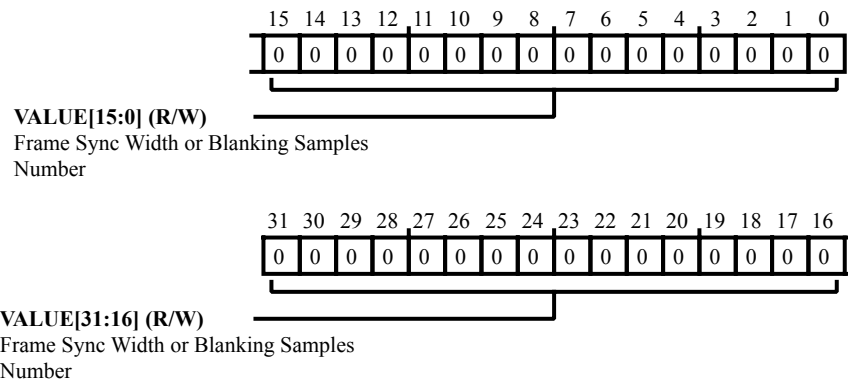 15 14 13 12 11 10 9 8 7 6 5 4 3 2 1 0
0 0 0 0 0 0 0 0 0 0 0 0 0 0 0 0
VALUE[15:0] (R/W)
Frame Sync Width or Blanking Samples
Number
31 30 29 28 27 26 25 24 23 22 21 20 19 18 17 16
0 0 0 0 0 0 0 0 0 0 0 0 0 0 0 0
VALUE[31:16] (R/W)
Frame Sync Width or Blanking Samples
Number